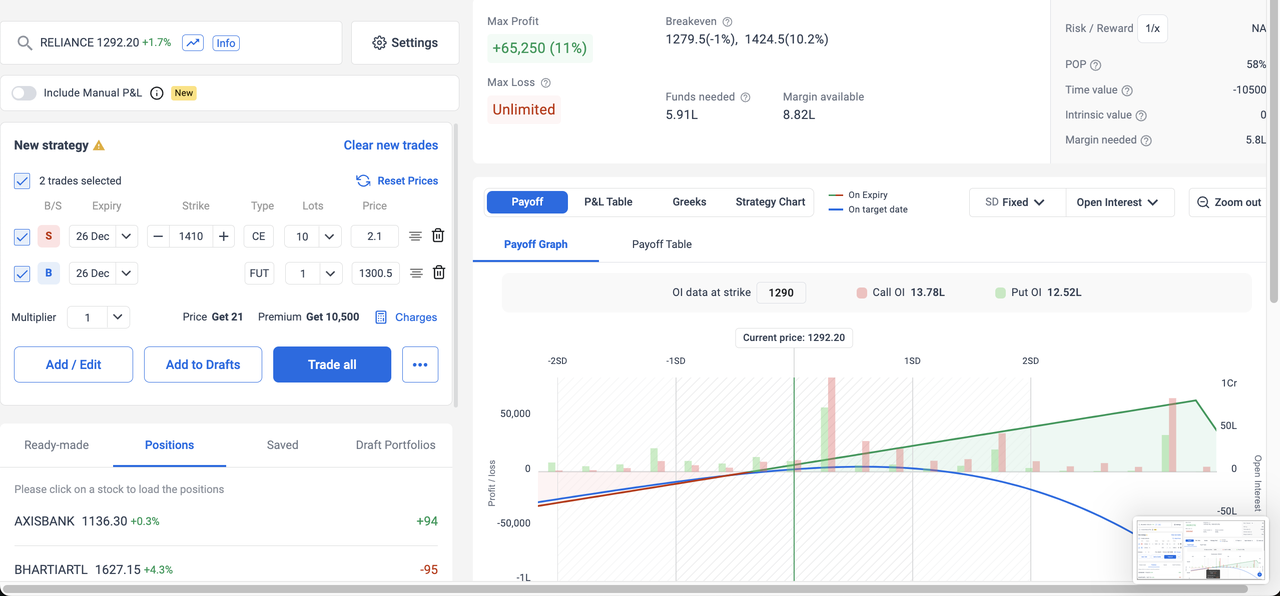 RELIANCE 1292.20 +1.7% Info
Settings
Include Manual P&L New
New strategy
Clear new trades
2 trades selected
Reset Prices
B/S Expiry Strike Type Lots Price
S 26 Dec 1410 CE 10 2.1
B 26 Dec FUT 1 1300.5
Multiplier 1 Price Get 21 Premium Get 10,500 Charges
Add / Edit Add to Drafts Trade all
Ready-made Positions Saved Draft Portfolios
Please click on a stock to load the positions
AXISBANK 1136.30 +0.3% +94
BHARTIARTL 1627.15 +4.3% -95
Max Profit
+65,250 (11%)
Max Loss
Unlimited
Breakeven
1279.5(-1%), 1424.5(10.2%)
Funds needed
5.91L
Margin available
8.82L
Risk / Reward 1/x NA
POP 58%
Time value -10500
Intrinsic value 0
Margin needed 5.8L
Payoff P&L Table Greeks Strategy Chart
On Expiry
On target date
SD Fixed Open Interest Zoom out
Payoff Graph Payoff Table
OI data at strike 1290 Call OI 13.78L Put OI 12.52L
Current price: 1292.20
-2SD -1SD 1SD 2SD
50,000
0
-50,000
-1L
Profit / loss
1Cr
50L
0
-50L
Open Interest